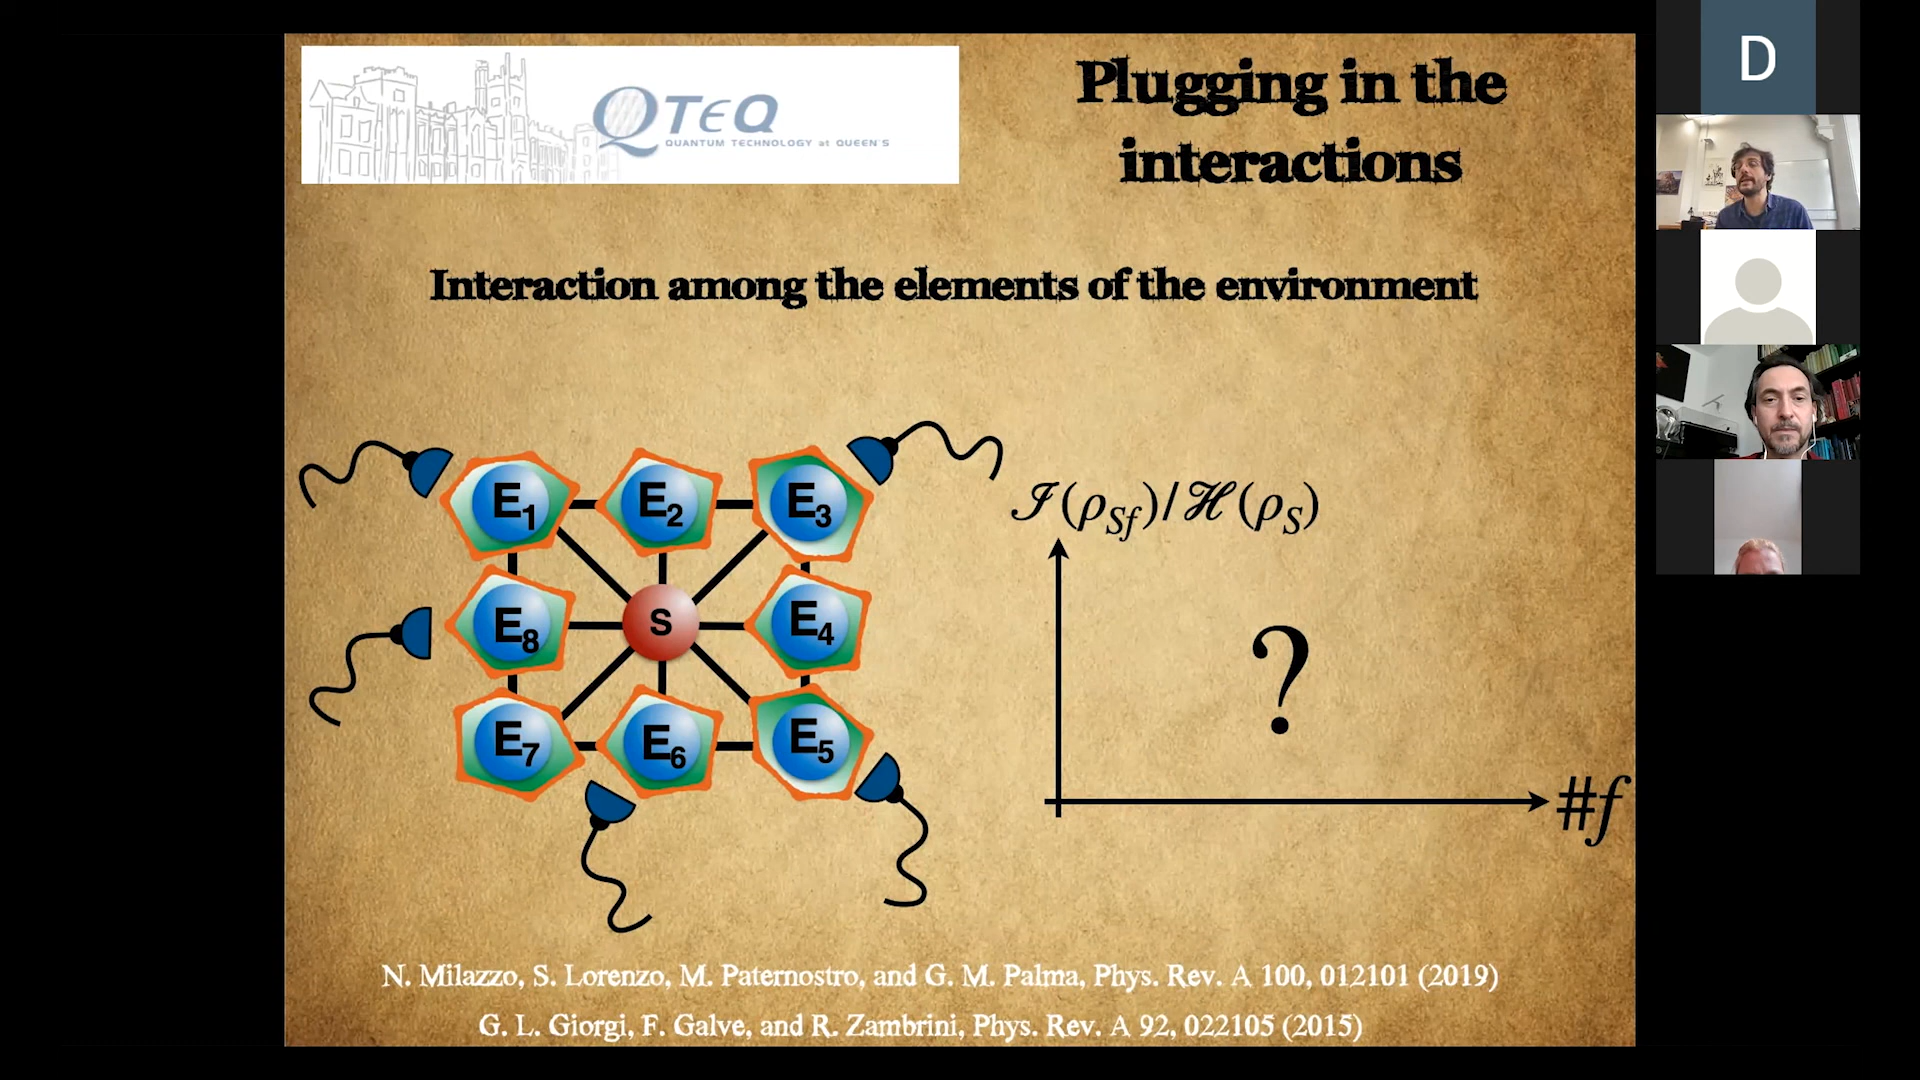 QTEQ
QUANTUM TECHNOLOGY at QUEEN'S
Plugging in the
interactions
D
Interaction among the elements of the environment
E1 E2 E3
ℐ(ρSf)/ℋ(ρS)
E8 S E4
?
E7 E6 E5
#f
N. Milazzo, S. Lorenzo, M. Paternostro, and G. M. Palma, Phys. Rev. A 100, 012101 (2019)
G. L. Giorgi, F. Galve, and R. Zambrini, Phys. Rev. A 92, 022105 (2015)